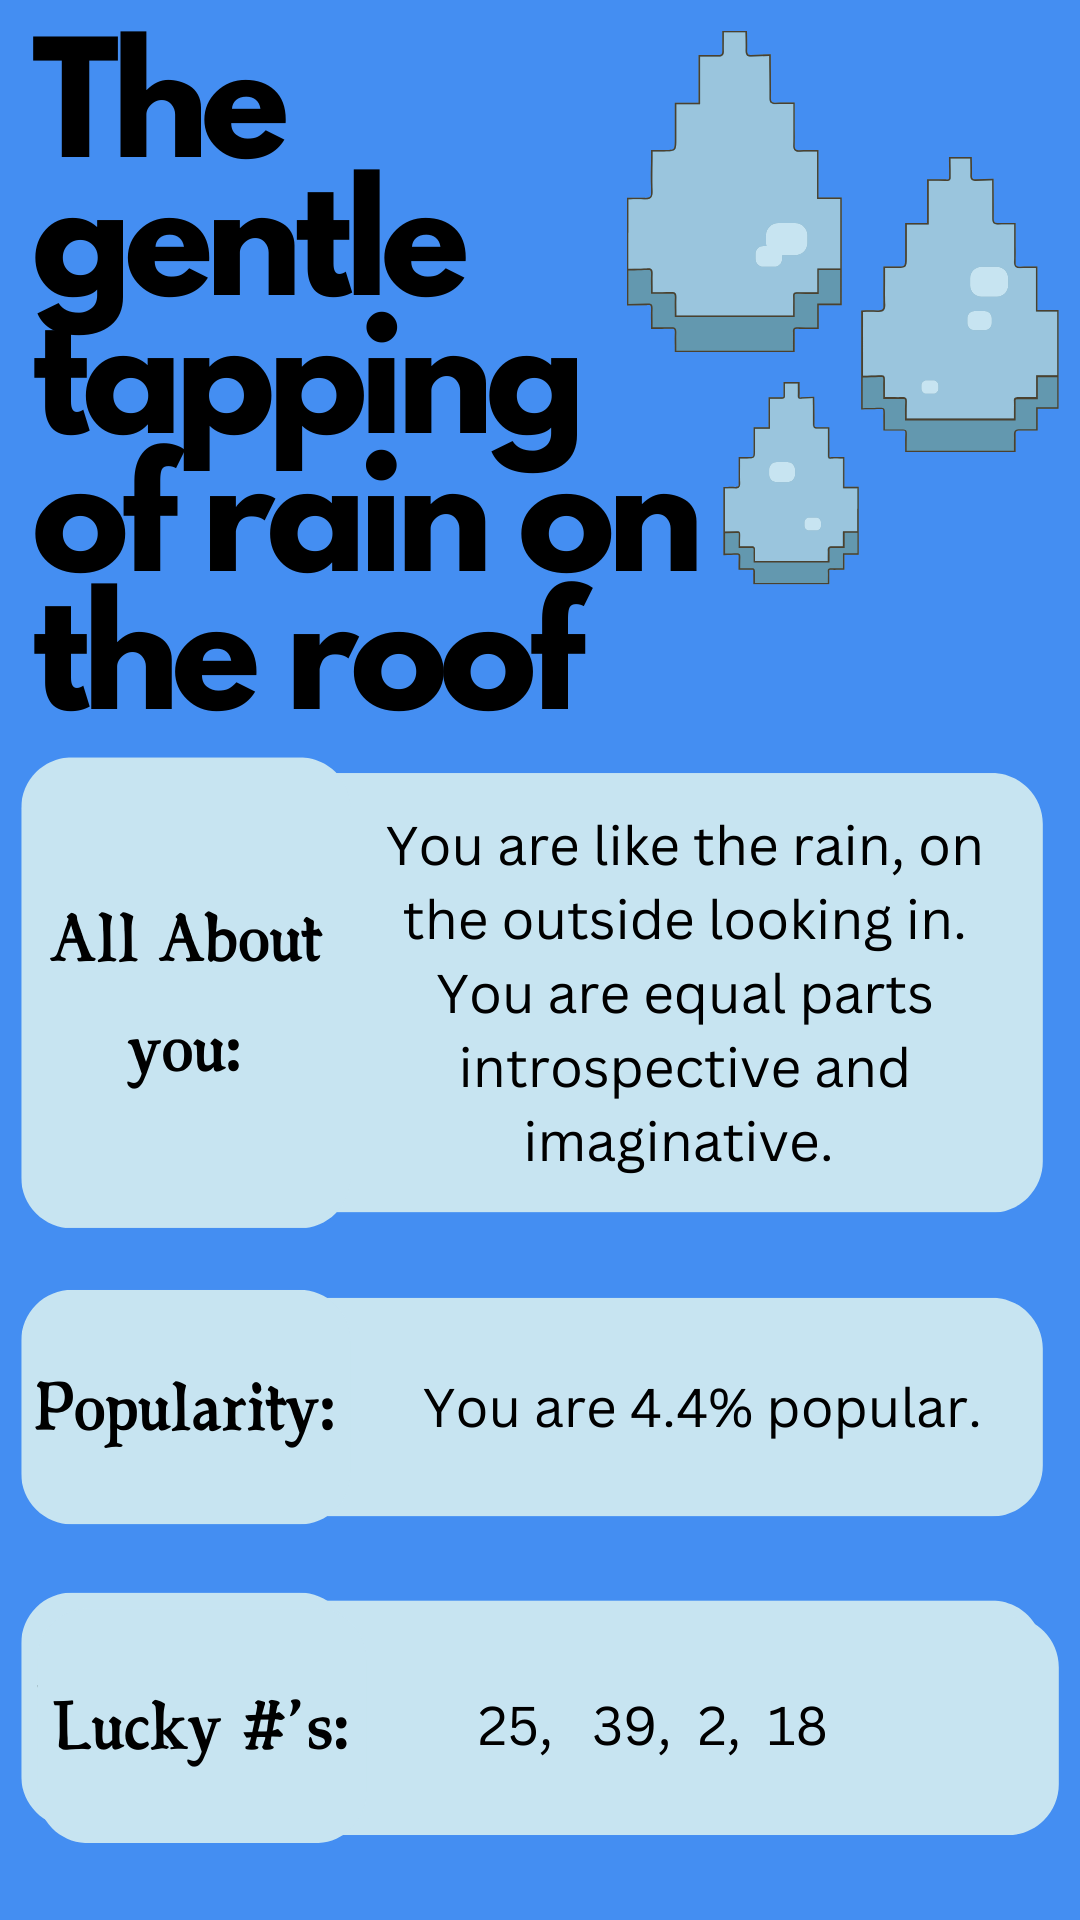 The
gentle
tapping
of rain on
the roof
All About
you:
You are like the rain, on
the outside looking in.
You are equal parts
introspective and
imaginative.
Popularity:
You are 4.4% popular.
Lucky #'s:
25, 39, 2, 18